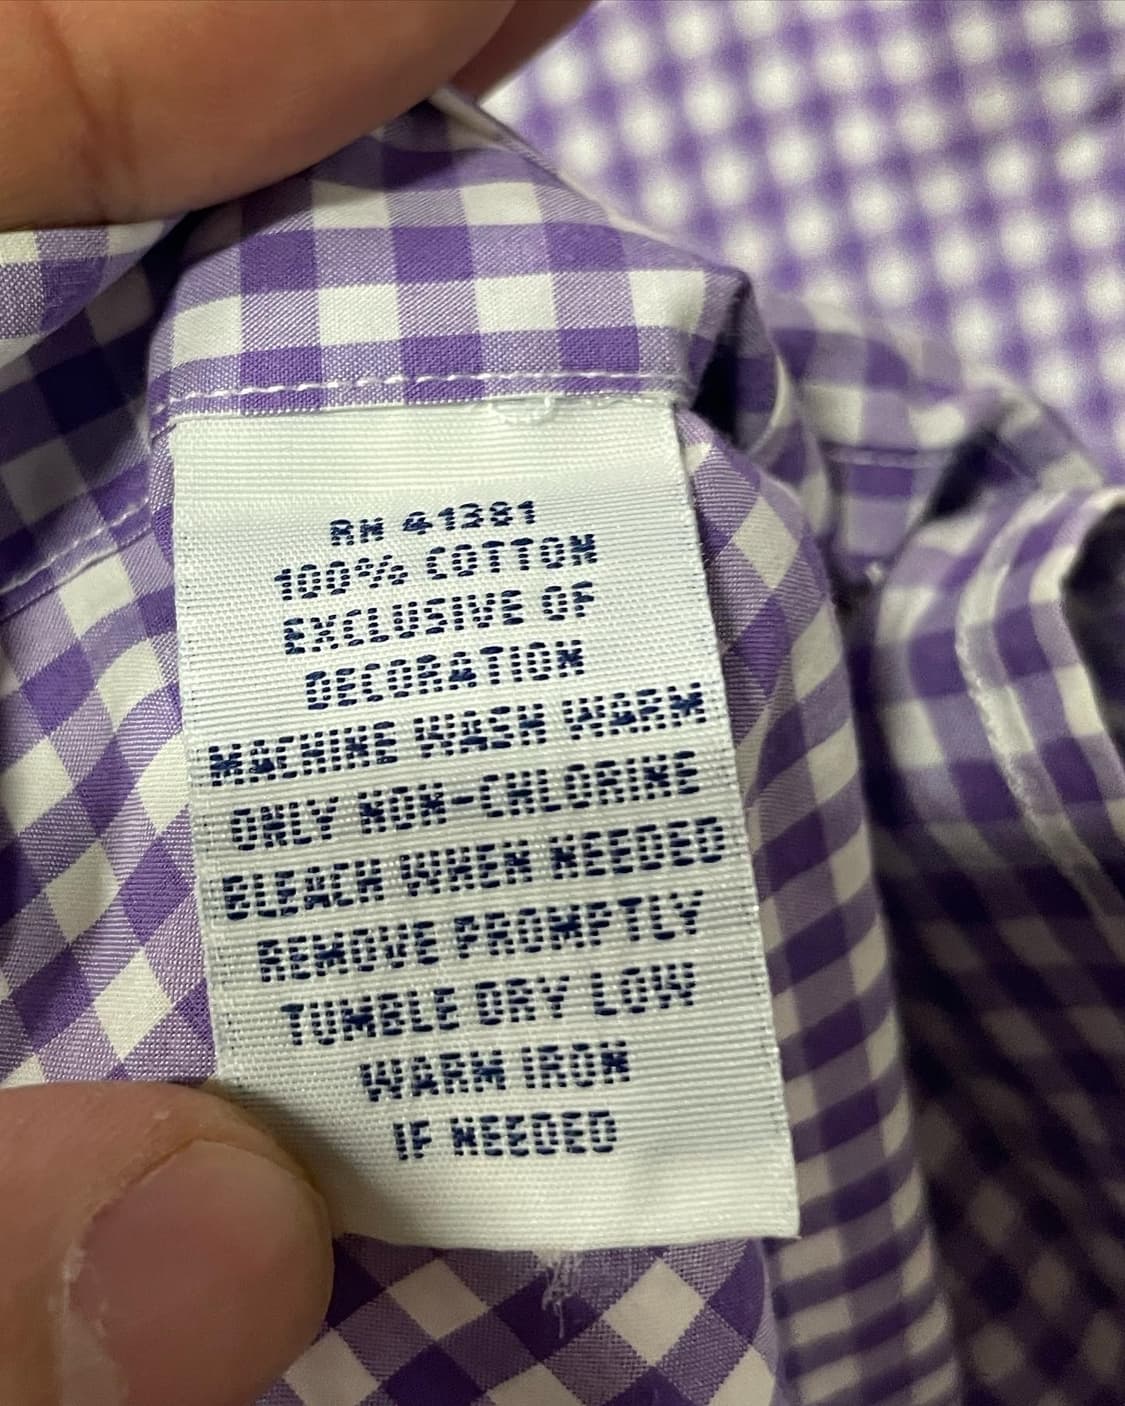 RN 41381
100% COTTON
EXCLUSIVE OF
DECORATION
MACHINE WASH WARM
ONLY NON-CHLORINE
BLEACH WHEN NEEDED
REMOVE PROMPTLY
TUMBLE DRY LOW
WARM IRON
IF NEEDED